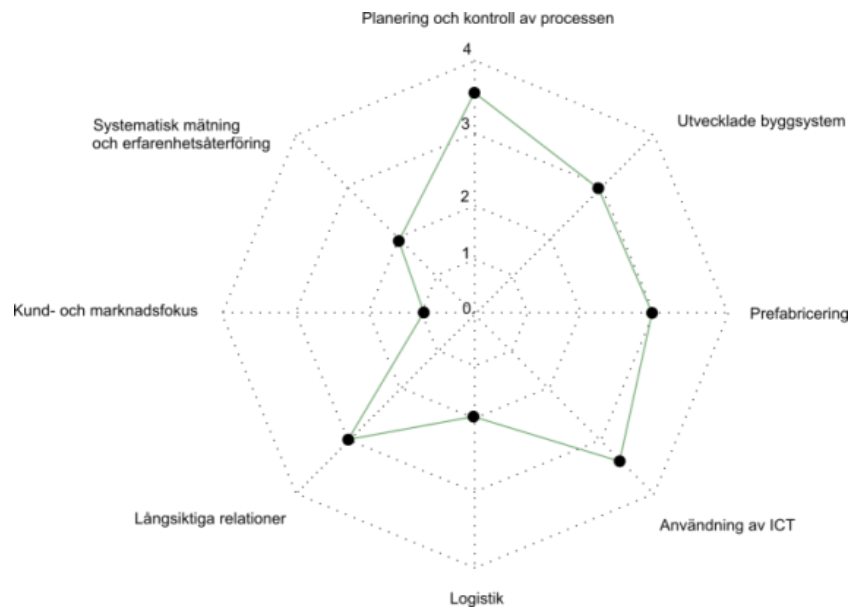 Planering och kontroll av processen
4
Systematisk mätning
och erfarenhetsåterföring
Utvecklade byggsystem
3
2
1
Kund- och marknadsfokus
0
Prefabricering
Långsiktiga relationer
Användning av ICT
Logistik